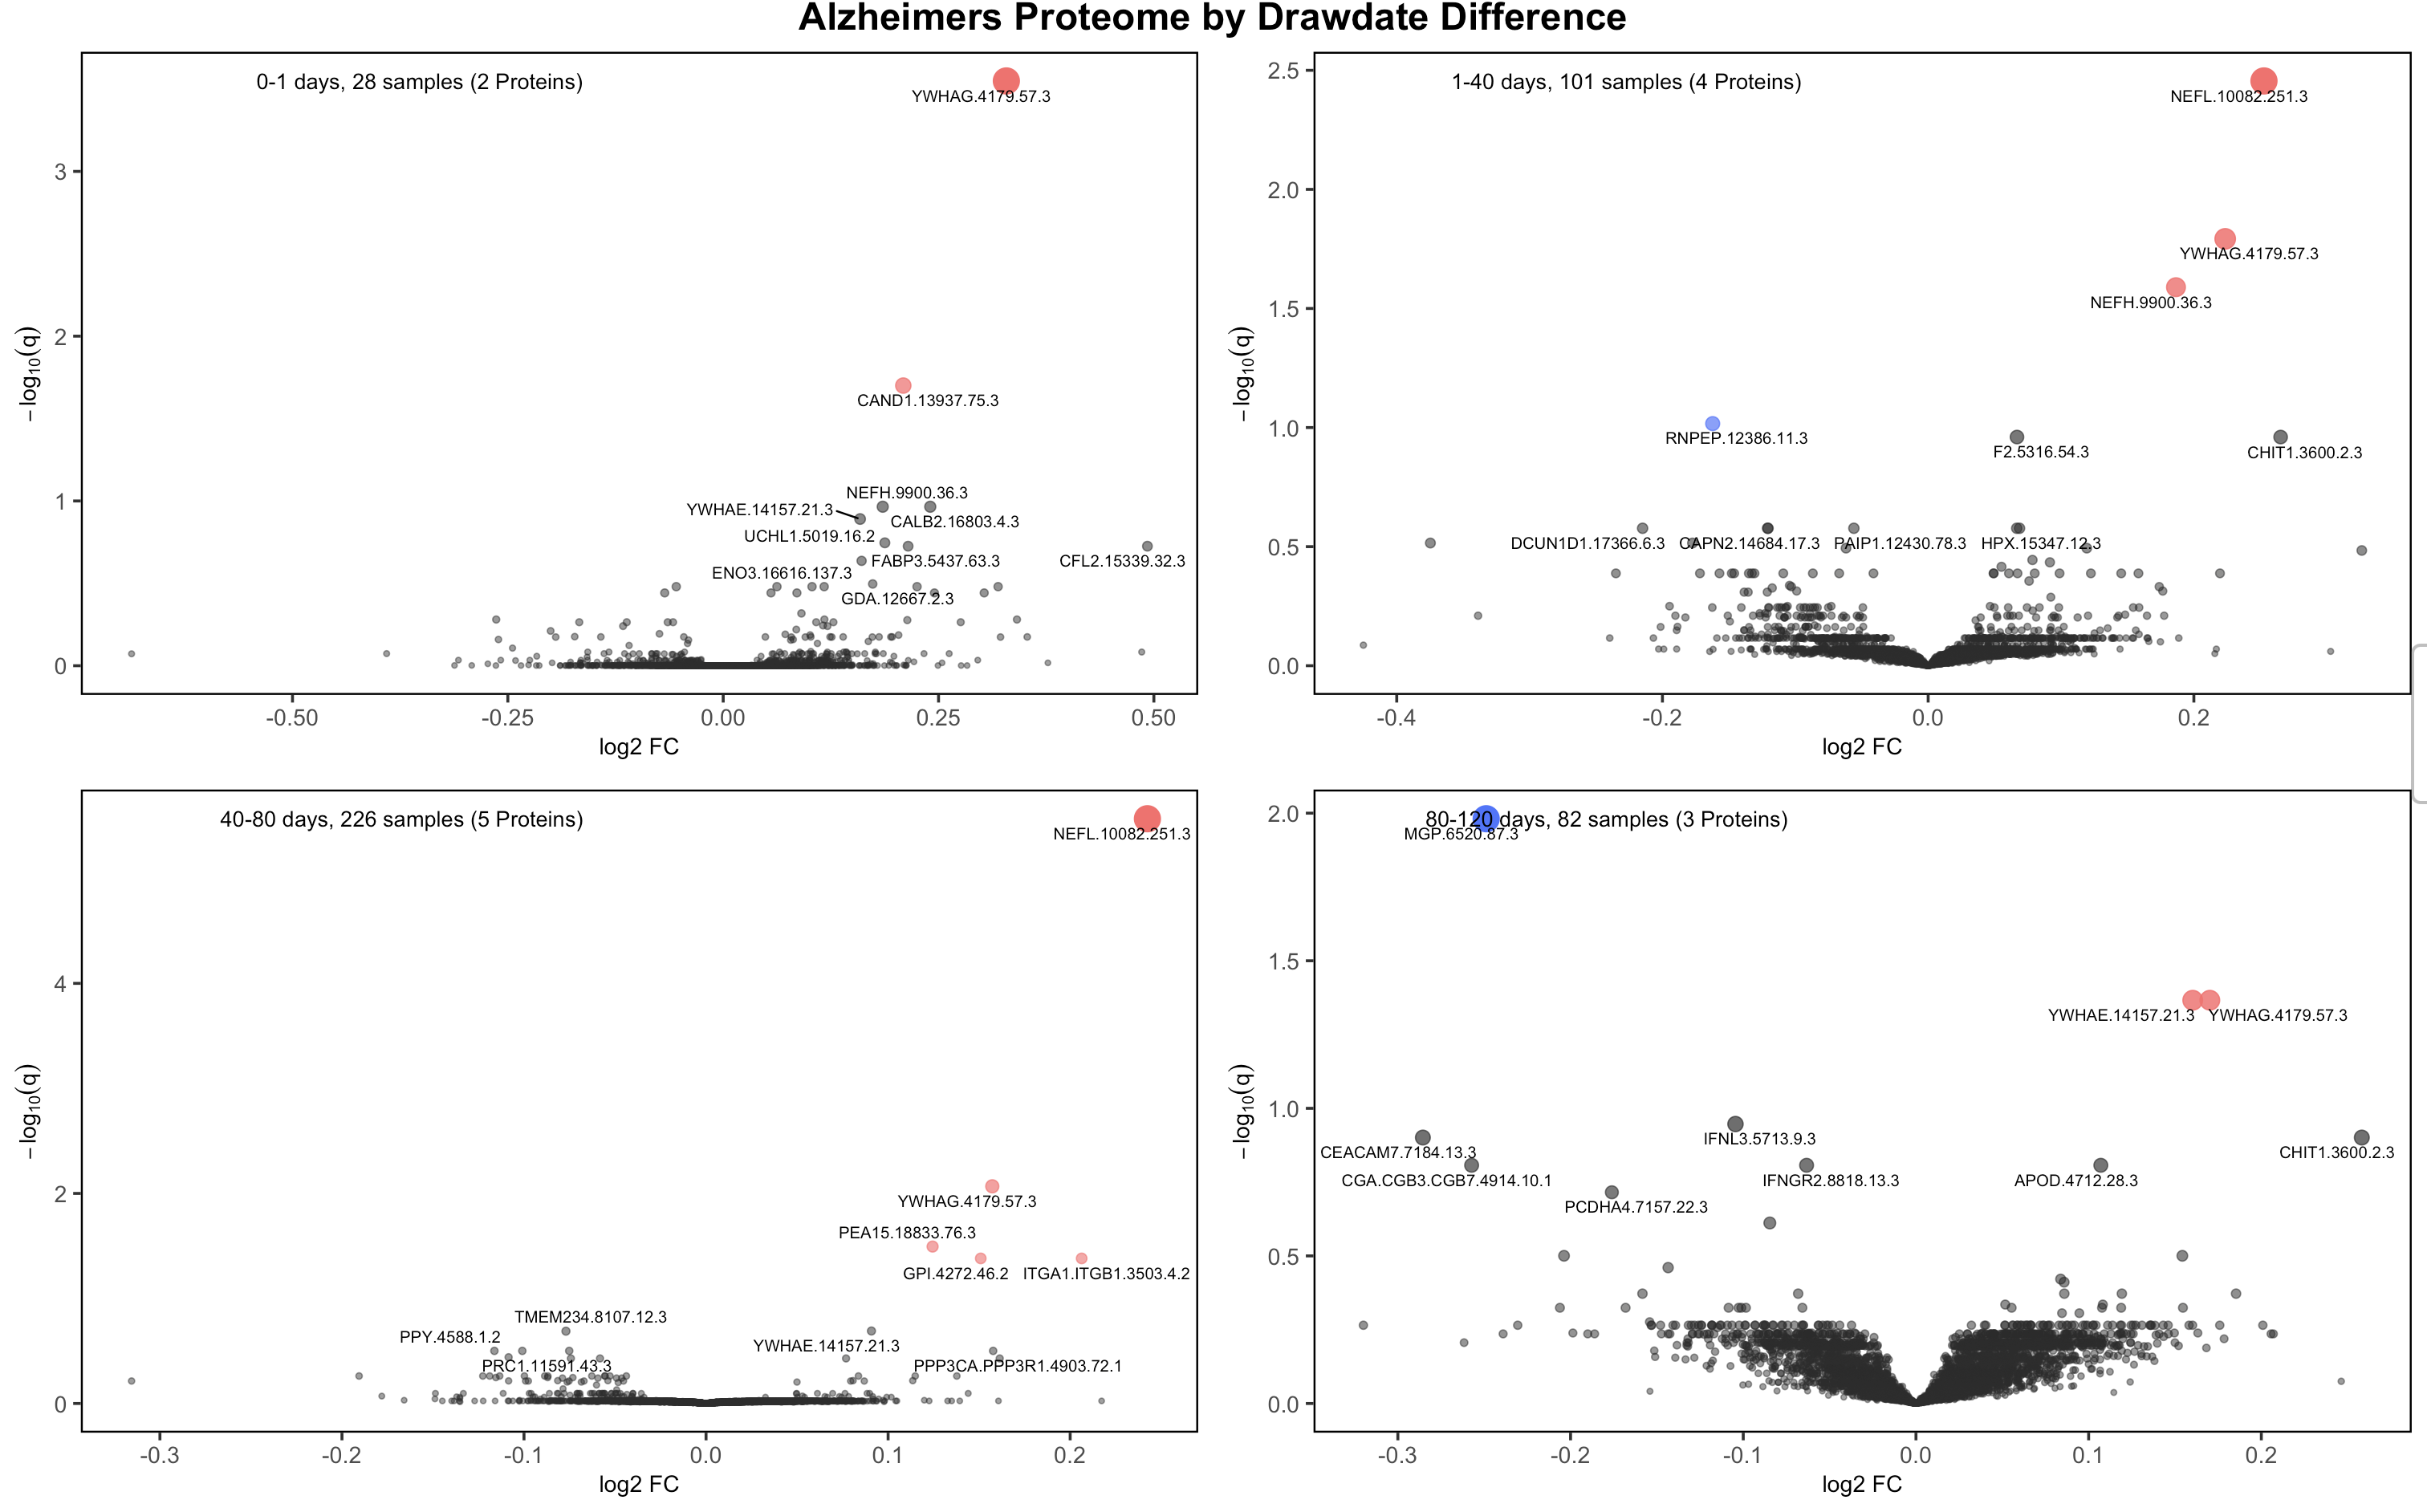 Alzheimers Proteome by Drawdate Difference
0-1 days, 28 samples (2 Proteins)
YWHAG.4179.57.3
3
CAND1.13937.75.3
2
−log10(q)
NEFH.9900.36.3
YWHAE.14157.21.3
CALB2.16803.4.3
1
UCHL1.5019.16.2
FABP3.5437.63.3
CFL2.15339.32.3
ENO3.16616.137.3
GDA.12667.2.3
0
-0.50 -0.25 0.00 0.25 0.50
log2 FC
1-40 days, 101 samples (4 Proteins)
2.5
NEFL.10082.251.3
2.0
YWHAG.4179.57.3
1.5
NEFH.9900.36.3
−log10(q)
1.0
RNPEP.12386.11.3
F2.5316.54.3
CHIT1.3600.2.3
0.5
DCUN1D1.17366.6.3 CAPN2.14684.17.3 PAIP1.12430.78.3 HPX.15347.12.3
0.0
-0.4 -0.2 0.0 0.2
log2 FC
40-80 days, 226 samples (5 Proteins)
NEFL.10082.251.3
4
−log10(q)
2
YWHAG.4179.57.3
PEA15.18833.76.3
GPI.4272.46.2 ITGA1.ITGB1.3503.4.2
TMEM234.8107.12.3
PPY.4588.1.2
YWHAE.14157.21.3
PRC1.11591.43.3
PPP3CA.PPP3R1.4903.72.1
0
-0.3 -0.2 -0.1 0.0 0.1 0.2
log2 FC
2.0
80-120 days, 82 samples (3 Proteins)
MGP.6520.87.3
1.5
YWHAE.14157.21.3 YWHAG.4179.57.3
−log10(q)
1.0
IFNL3.5713.9.3
CEACAM7.7184.13.3
CHIT1.3600.2.3
CGA.CGB3.CGB7.4914.10.1
IFNGR2.8818.13.3
APOD.4712.28.3
PCDHA4.7157.22.3
0.5
0.0
-0.3 -0.2 -0.1 0.0 0.1 0.2
log2 FC